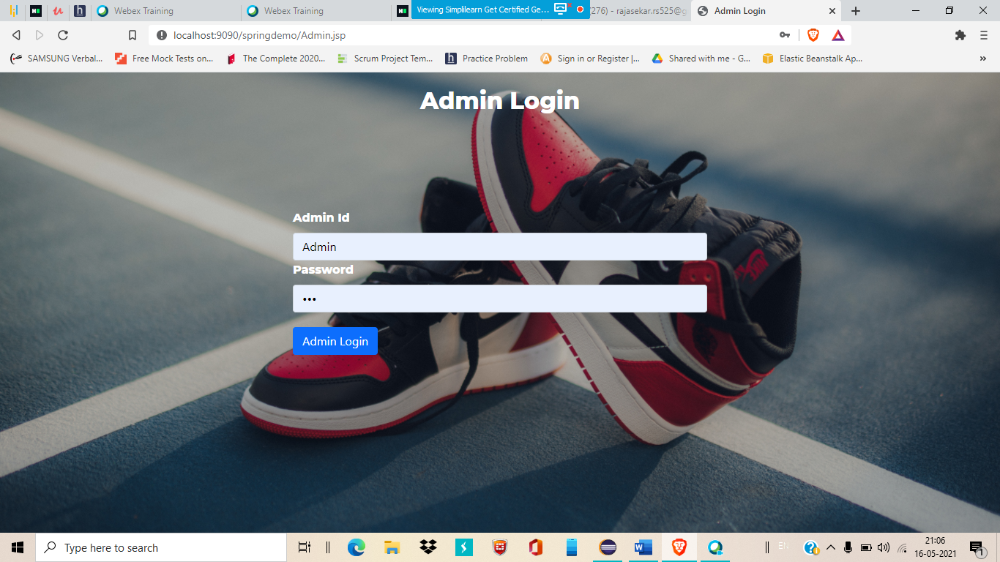 Webex Training
Webex Training
Viewing Simplilearn Get Certified Ge...
(276) - rajasekar.rs525@g
Admin Login
localhost:9090/springdemo/Admin.jsp
SAMSUNG Verbal...
Free Mock Tests on...
The Complete 2020...
Scrum Project Tem...
Practice Problem
Sign in or Register |...
Shared with me - G...
Elastic Beanstalk Ap...
»
Admin Login
Admin Id
Admin
Password
•••
Admin Login
Type here to search
EN
21:06
16-05-2021
1